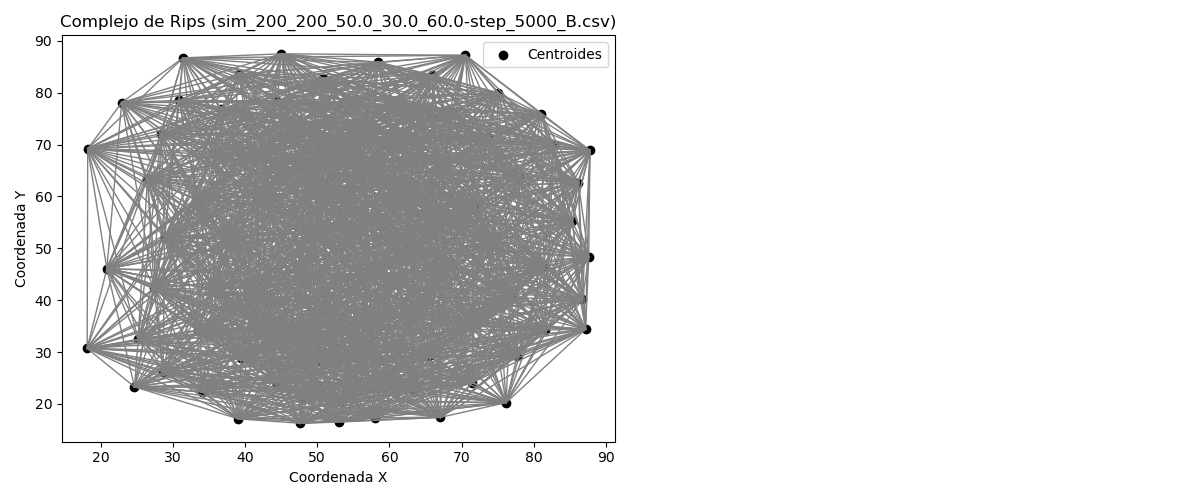 Complejo de Rips (sim_200_200_50.0_30.0_60.0-step_5000_B.csv)
Centroides
90
80
70
60
50
40
30
20
Coordenada Y
20 30 40 50 60 70 80 90
Coordenada X